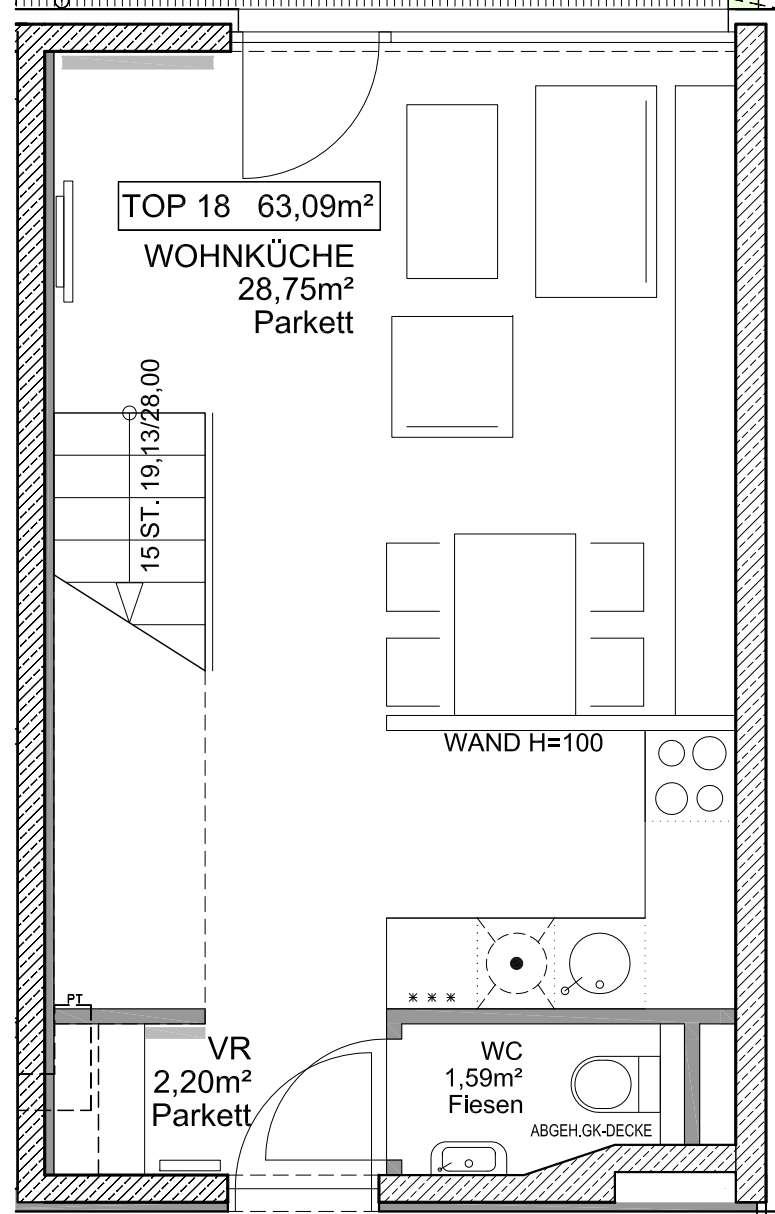 TOP 18 63,09m²
WOHNKÜCHE
28,75m²
Parkett
15 ST. 19,13/28,00
WAND H=100
PT
VR
2,20m²
Parkett
WC
1,59m²
Fiesen
ABGEH.GK-DECKE